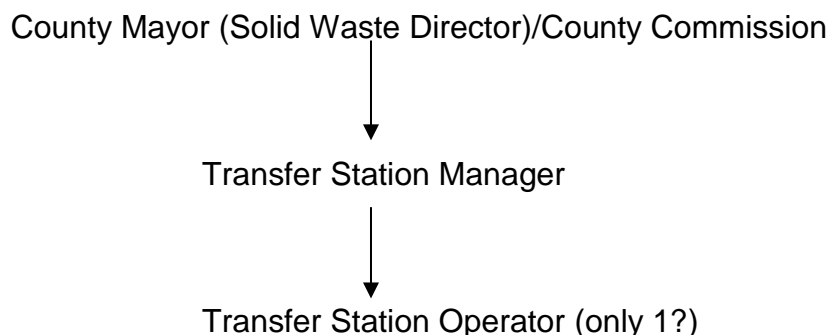 County Mayor (Solid Waste Director)/County Commission
Transfer Station Manager
Transfer Station Operator (only 1?)